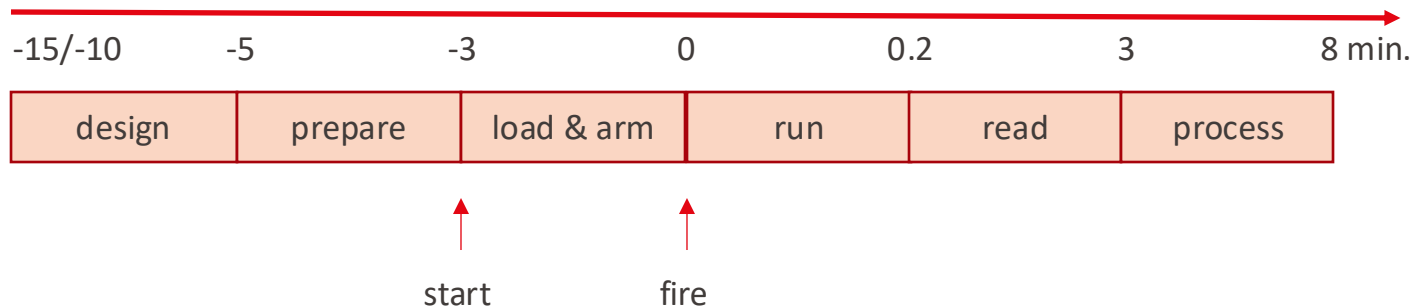 -15/-10 -5 -3 0 0.2 3 8 min.
design prepare load & arm run read process
start fire